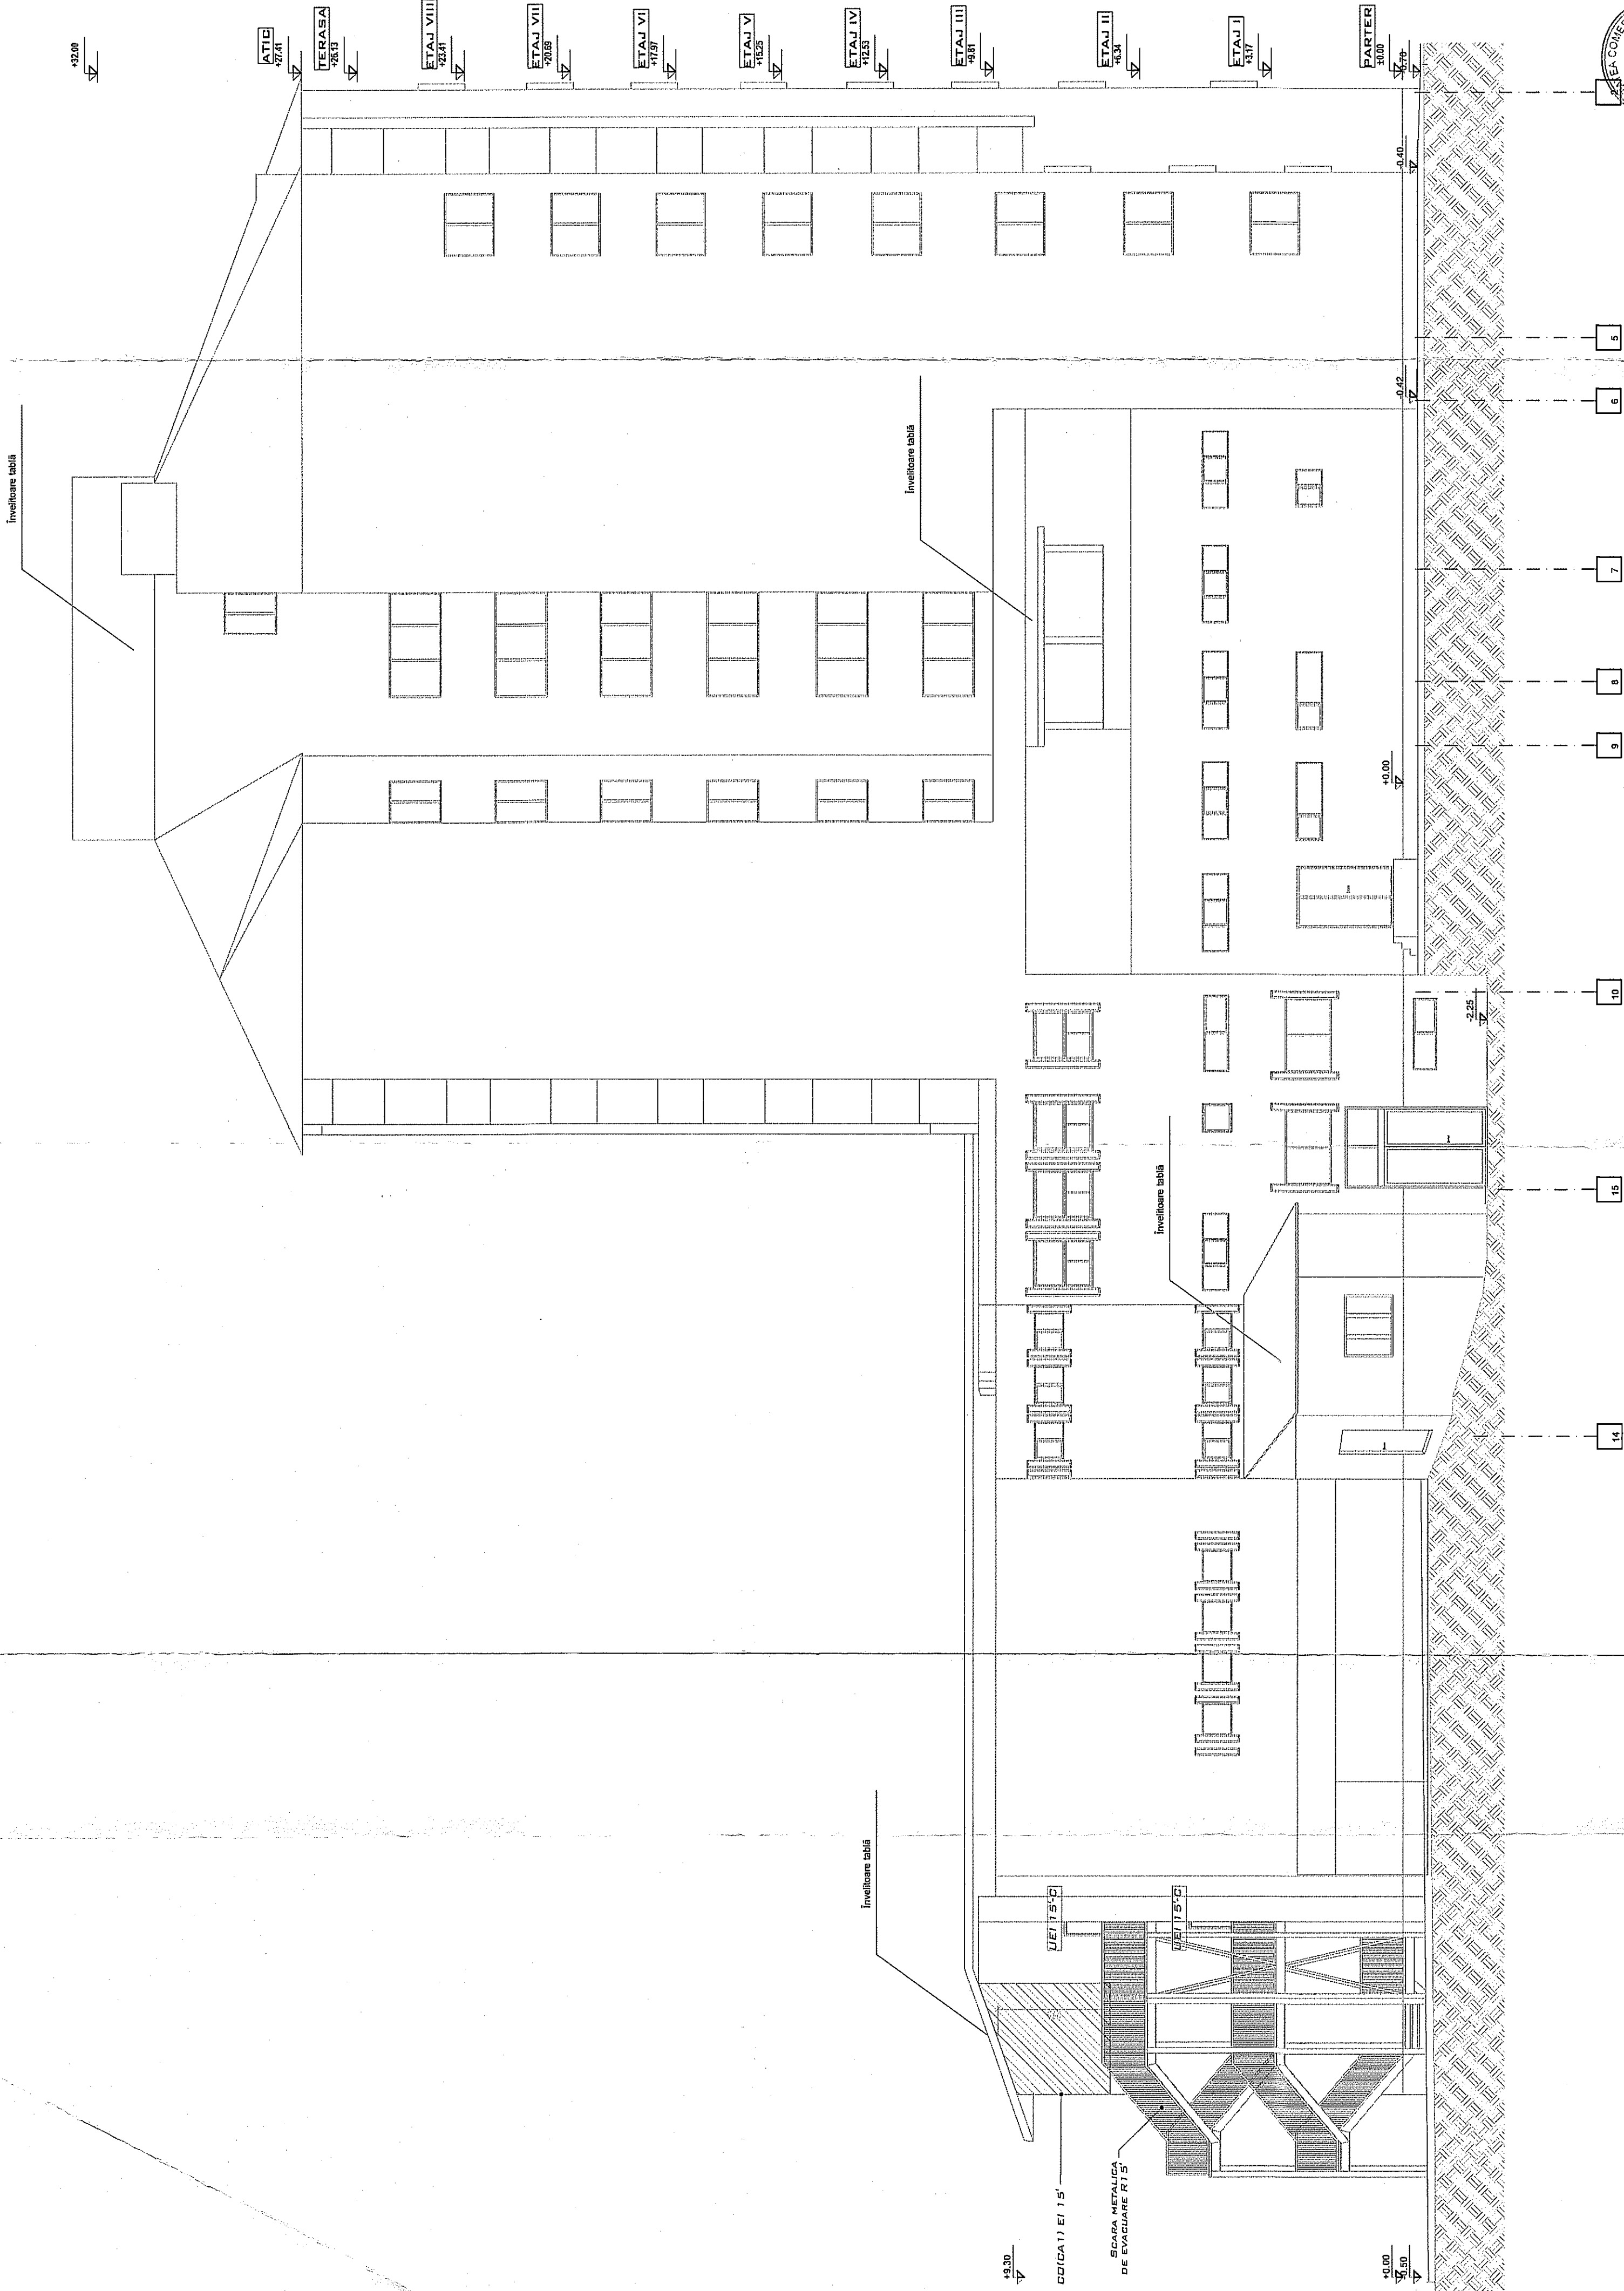 +32.00
ATIC
+27.41
TERASA
+26.13
ETAJ VIII
+23.41
ETAJ VII
+20.69
ETAJ VI
+17.97
ETAJ V
+15.25
ETAJ IV
+12.53
ETAJ III
+9.81
ETAJ II
+6.34
ETAJ I
+3.17
PARTER
±0.00
-0.70
-0.40
-0.42
Învelitoare tablă
Învelitoare tablă
+0.00
-2.25
Învelitoare tablă
Învelitoare tablă
UEI 15'-C
UEI 15'-C
CO(CA1) EI 15'
SCARA METALICA
DE EVACUARE R15'
+9.30
+0.00
-0.50
5
6
7
8
9
10
15
14